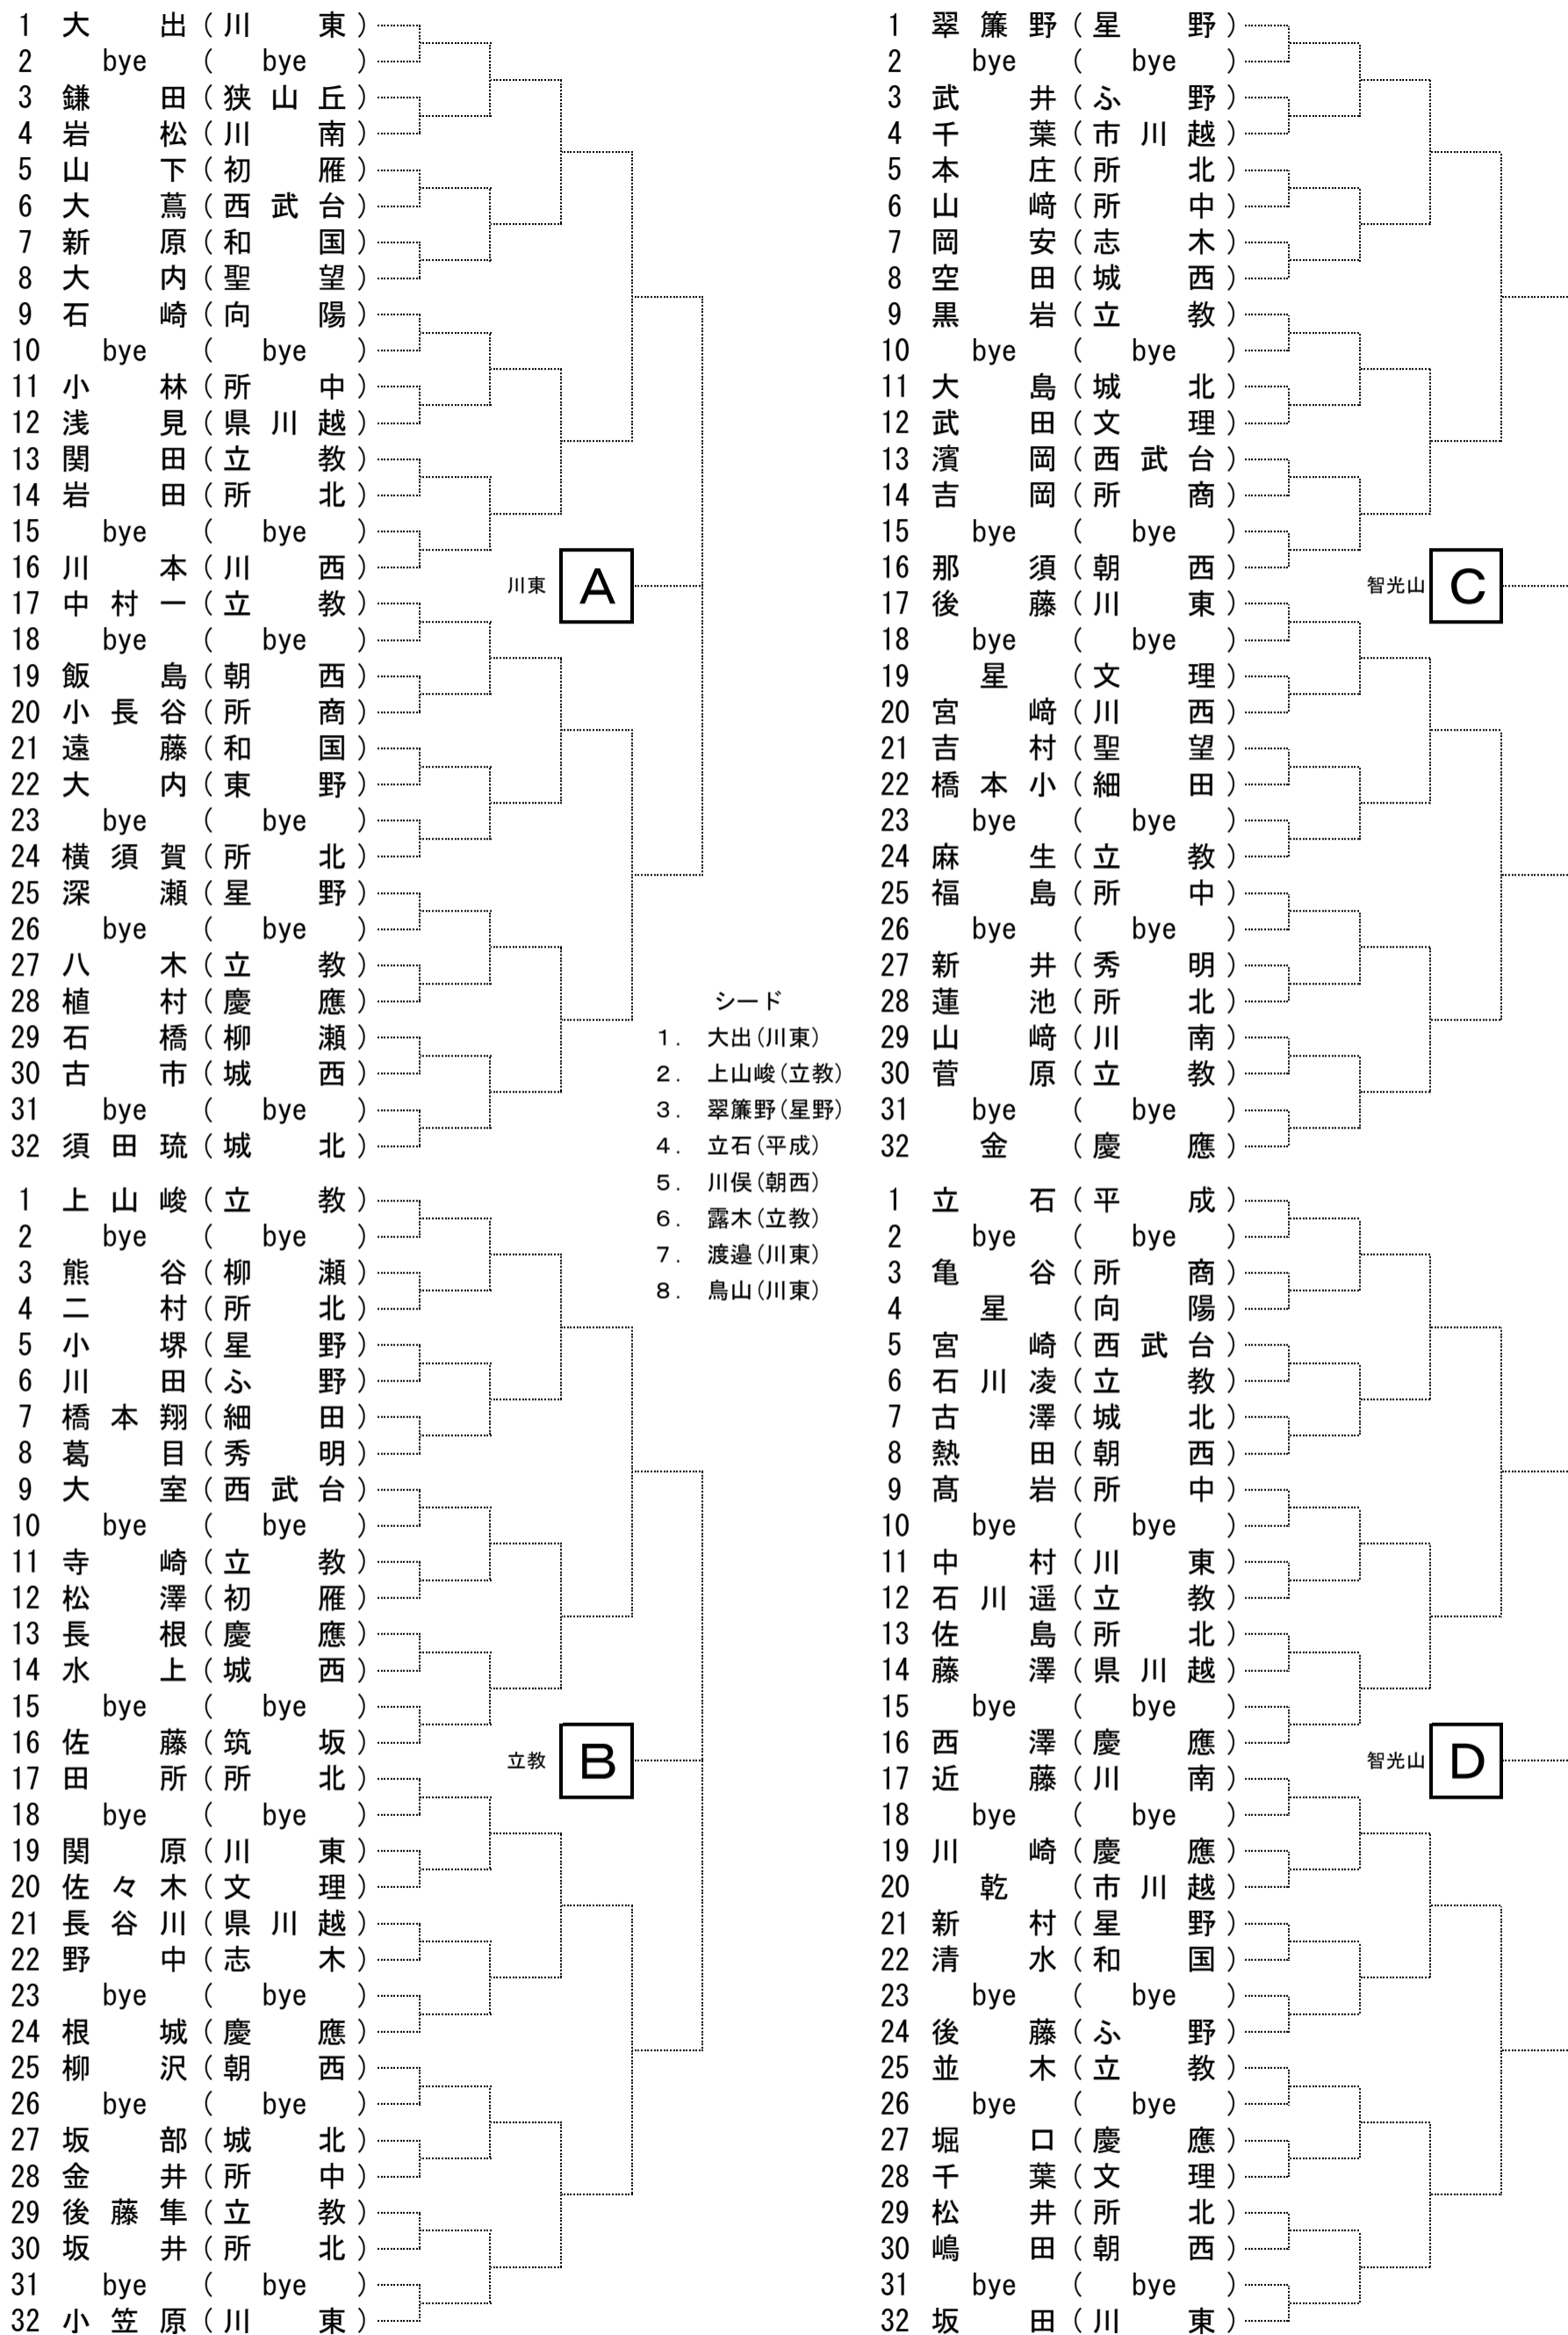 1 大出(川東)
2 bye(bye)
3 鎌田(狭山丘)
4 岩松(川南)
5 山下(初雁)
6 大蔦(西武台)
7 新原(和国)
8 大内(聖望)
9 石崎(向陽)
10 bye(bye)
11 小林(所中)
12 浅見(県川越)
13 関田(立教)
14 岩田(所北)
15 bye(bye)
16 川本(川西)
川東 A
17 中村一(立教)
18 bye(bye)
19 飯島(朝西)
20 小長谷(所商)
21 遠藤(和国)
22 大内(東野)
23 bye(bye)
24 横須賀(所北)
25 深瀬(星野)
26 bye(bye)
27 八木(立教)
28 植村(慶應)
29 石橋(柳瀬)
30 古市(城西)
31 bye(bye)
32 須田琉(城北)
1 上山峻(立教)
2 bye(bye)
3 熊谷(柳瀬)
4 二村(所北)
5 小堺(星野)
6 川田(ふ野)
7 橋本翔(細田)
8 葛目(秀明)
9 大室(西武台)
10 bye(bye)
11 寺崎(立教)
12 松澤(初雁)
13 長根(慶應)
14 水上(城西)
15 bye(bye)
16 佐藤(筑坂)
立教 B
17 田所(所北)
18 bye(bye)
19 関原(川東)
20 佐々木(文理)
21 長谷川(県川越)
22 野中(志木)
23 bye(bye)
24 根城(慶應)
25 柳沢(朝西)
26 bye(bye)
27 坂部(城北)
28 金井(所中)
29 後藤隼(立教)
30 坂井(所北)
31 bye(bye)
32 小笠原(川東)
シード
1. 大出(川東)
2. 上山峻(立教)
3. 翠簾野(星野)
4. 立石(平成)
5. 川俣(朝西)
6. 露木(立教)
7. 渡邉(川東)
8. 鳥山(川東)
1 翠簾野(星野)
2 bye(bye)
3 武井(ふ野)
4 千葉(市川越)
5 本庄(所北)
6 山﨑(所中)
7 岡安(志木)
8 空田(城西)
9 黒岩(立教)
10 bye(bye)
11 大島(城北)
12 武田(文理)
13 濱岡(西武台)
14 吉岡(所商)
15 bye(bye)
16 那須(朝西)
智光山 C
17 後藤(川東)
18 bye(bye)
19 星(文理)
20 宮﨑(川西)
21 吉村(聖望)
22 橋本小(細田)
23 bye(bye)
24 麻生(立教)
25 福島(所中)
26 bye(bye)
27 新井(秀明)
28 蓮池(所北)
29 山﨑(川南)
30 菅原(立教)
31 bye(bye)
32 金(慶應)
1 立石(平成)
2 bye(bye)
3 亀谷(所商)
4 星(向陽)
5 宮崎(西武台)
6 石川凌(立教)
7 古澤(城北)
8 熱田(朝西)
9 髙岩(所中)
10 bye(bye)
11 中村(川東)
12 石川遥(立教)
13 佐島(所北)
14 藤澤(県川越)
15 bye(bye)
16 西澤(慶應)
智光山 D
17 近藤(川南)
18 bye(bye)
19 川崎(慶應)
20 乾(市川越)
21 新村(星野)
22 清水(和国)
23 bye(bye)
24 後藤(ふ野)
25 並木(立教)
26 bye(bye)
27 堀口(慶應)
28 千葉(文理)
29 松井(所北)
30 嶋田(朝西)
31 bye(bye)
32 坂田(川東)